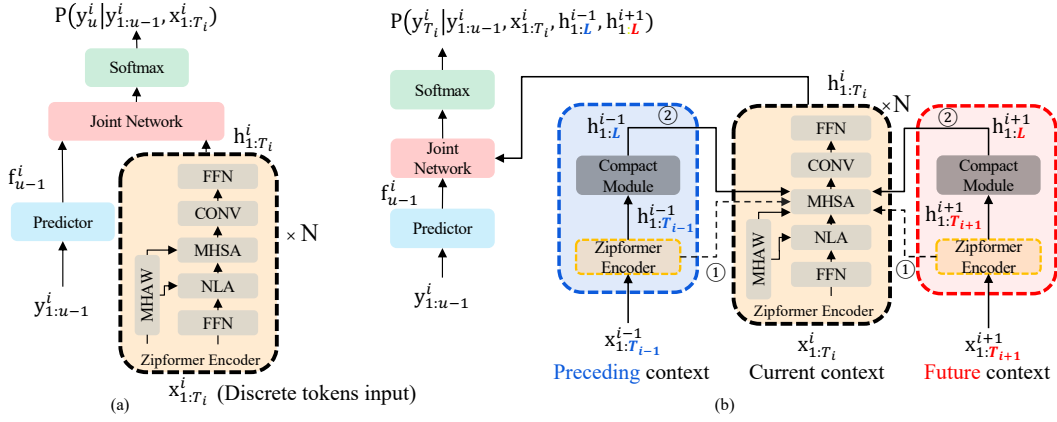 P(y_u^i|y_{1:u-1}^i, x_{1:T_i}^i)
Softmax
Joint Network
h_{1:T_i}^i
f_{u-1}^i
Predictor
y_{1:u-1}^i
FFN
CONV
MHSA
NLA
FFN
MHAW
× N
Zipformer Encoder
x_{1:T_i}^i (Discrete tokens input)
(a)
P(y_{T_i}^i|y_{1:u-1}^i, x_{1:T_i}^i, h_{1:L}^{i-1}, h_{1:L}^{i+1})
Softmax
Joint
Network
f_{u-1}^i
Predictor
y_{1:u-1}^i
h_{1:L}^{i-1}
②
Compact
Module
h_{1:T_{i-1}}^{i-1}
Zipformer
Encoder
①
x_{1:T_{i-1}}^{i-1}
Preceding context
h_{1:T_i}^i
× N
FFN
CONV
MHSA
NLA
FFN
MHAW
Zipformer Encoder
x_{1:T_i}^i
Current context
②
h_{1:L}^{i+1}
Compact
Module
h_{1:T_{i+1}}^{i+1}
①
Zipformer
Encoder
x_{1:T_{i+1}}^{i+1}
Future context
(b)